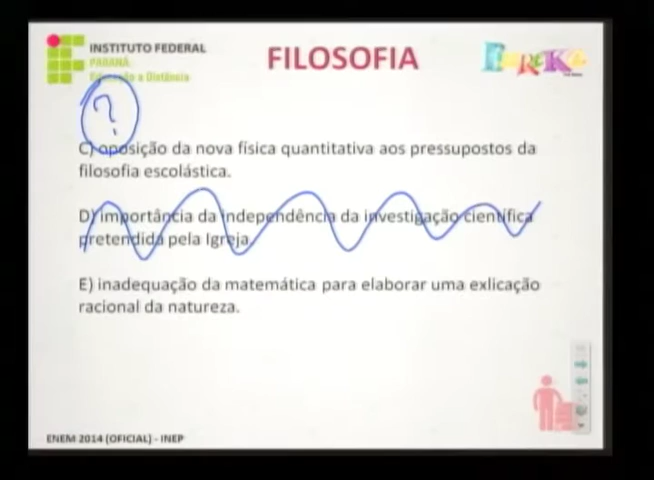 INSTITUTO FEDERAL
PARANÁ
Educação a Distância
FILOSOFIA
EUREKA
?
C) oposição da nova física quantitativa aos pressupostos da
filosofia escolástica.
D) importância da independência da investigação científica
pretendida pela Igreja.
E) inadequação da matemática para elaborar uma exlicação
racional da natureza.
ENEM 2014 (OFICIAL) - INEP